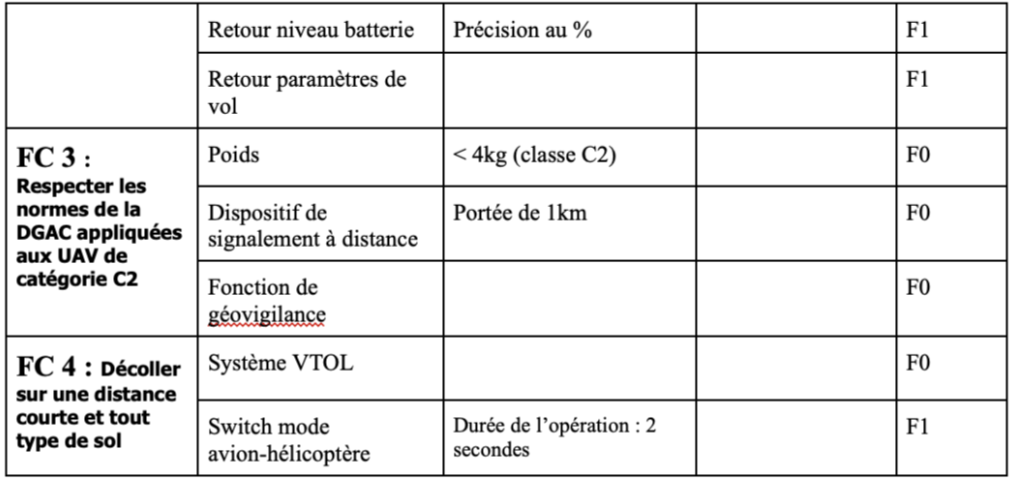 Retour niveau batterie Précision au % F1
Retour paramètres de F1
vol
FC 3 : Poids < 4kg (classe C2) F0
Respecter les
normes de la Dispositif de Portée de 1km F0
DGAC appliquées signalement à distance
aux UAV de
catégorie C2 Fonction de F0
géovigilance
FC 4 : Décoller Système VTOL F0
sur une distance
courte et tout Switch mode Durée de l’opération : 2 F1
type de sol avion-hélicoptère secondes